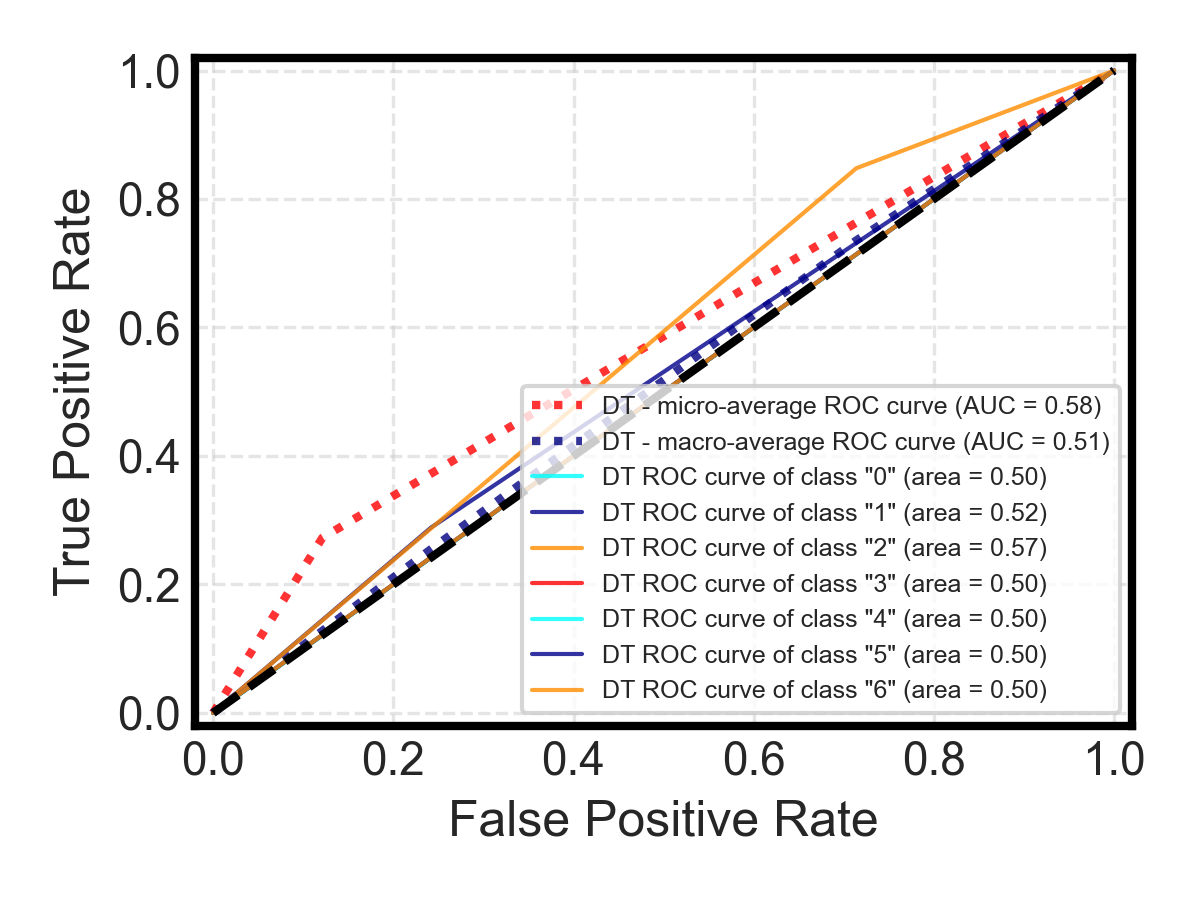 1.0
0.8
0.6
0.4
0.2
0.0
True Positive Rate
DT - micro-average ROC curve (AUC = 0.58)
DT - macro-average ROC curve (AUC = 0.51)
DT ROC curve of class "0" (area = 0.50)
DT ROC curve of class "1" (area = 0.52)
DT ROC curve of class "2" (area = 0.57)
DT ROC curve of class "3" (area = 0.50)
DT ROC curve of class "4" (area = 0.50)
DT ROC curve of class "5" (area = 0.50)
DT ROC curve of class "6" (area = 0.50)
0.0 0.2 0.4 0.6 0.8 1.0
False Positive Rate